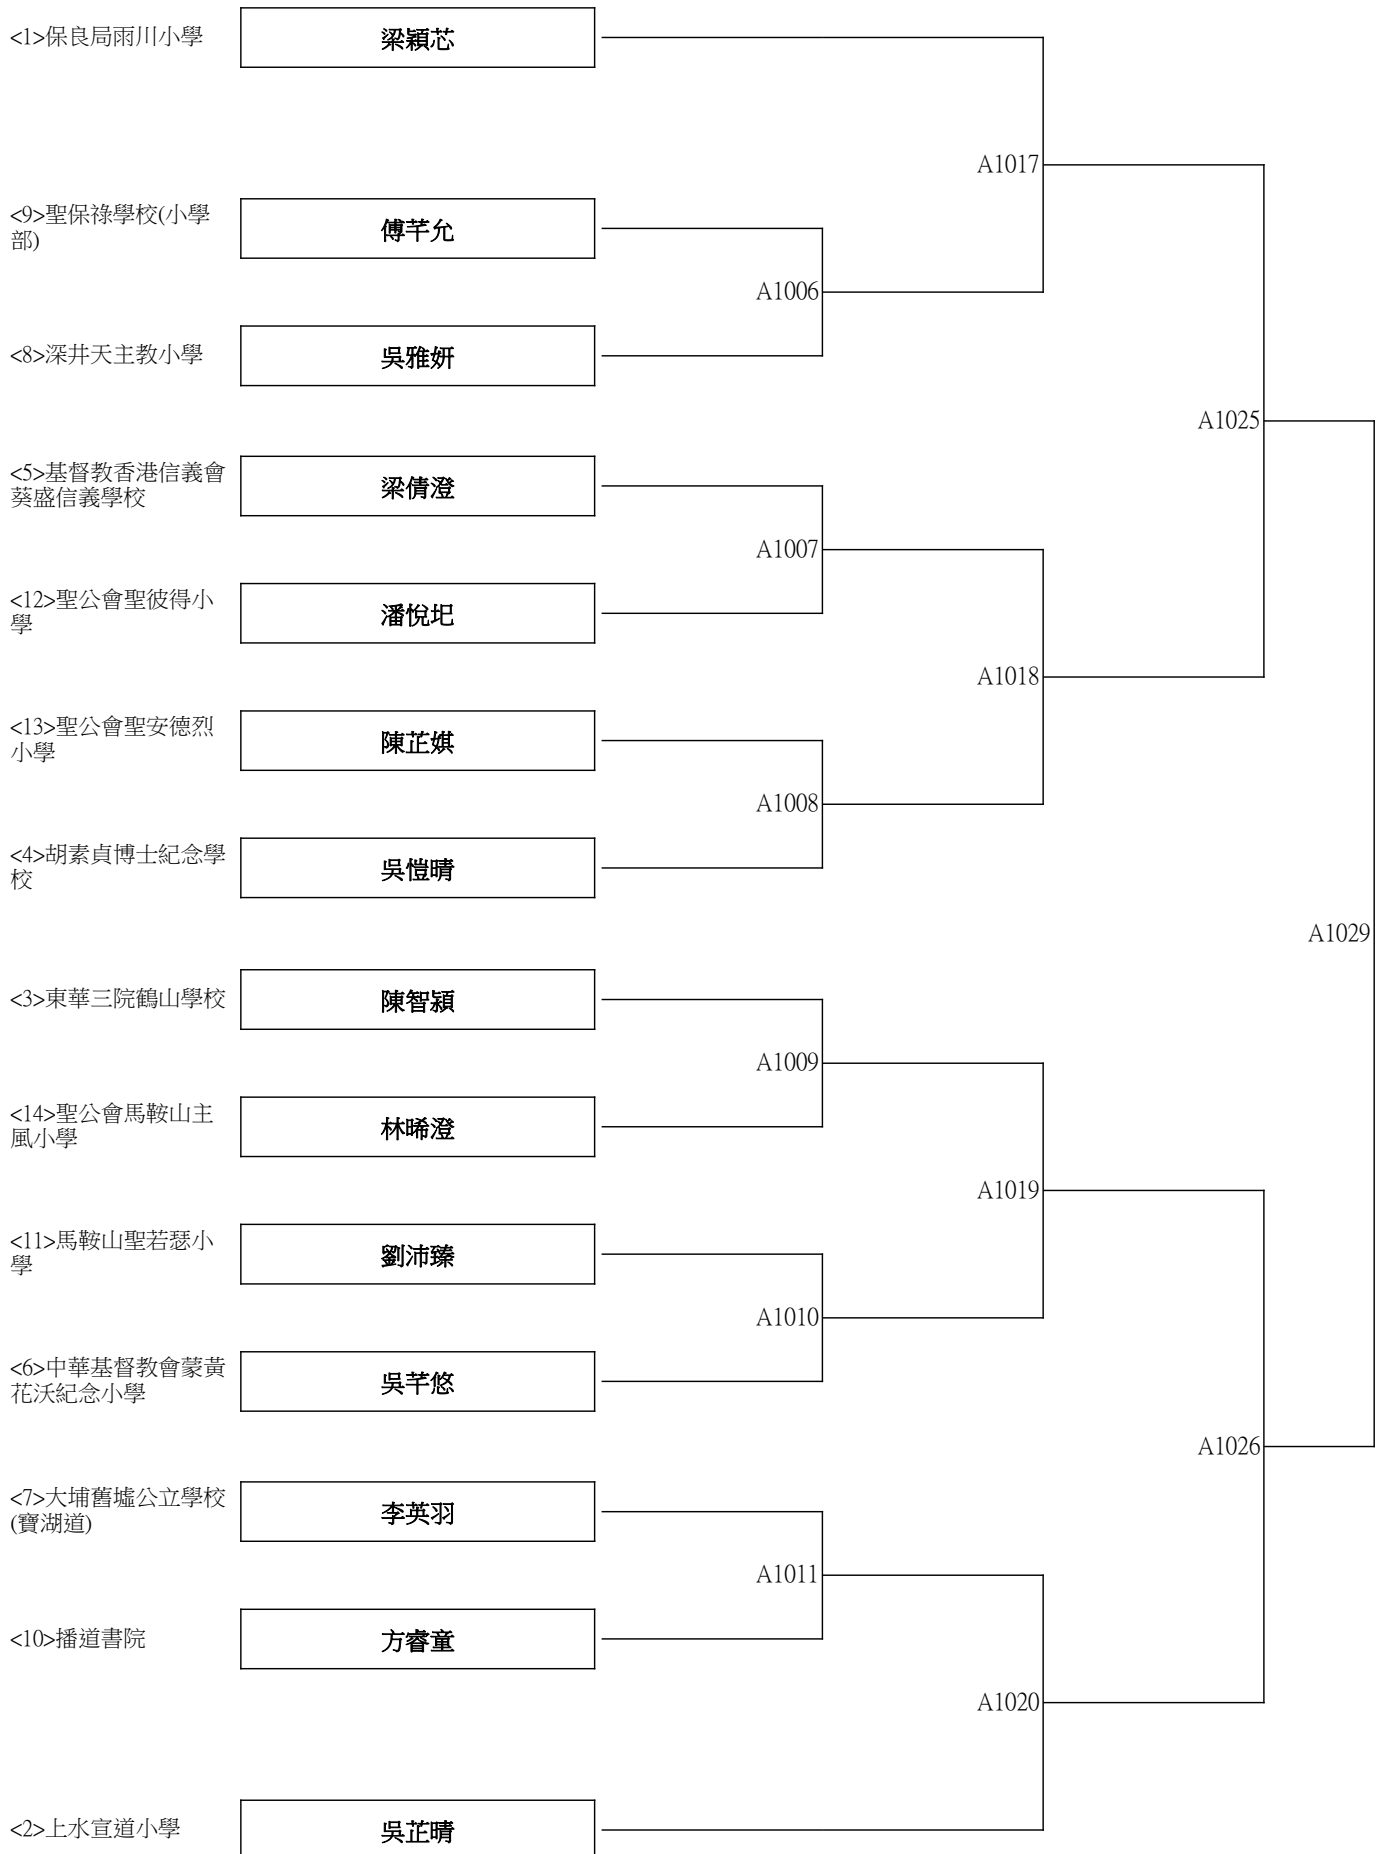 <1>保良局雨川小學
梁穎芯
A1017
<9>聖保祿學校(小學
部)
傅芊允
A1006
<8>深井天主教小學
吳雅妍
A1025
<5>基督教香港信義會
葵盛信義學校
梁倩澄
A1007
<12>聖公會聖彼得小
學
潘悅圯
A1018
<13>聖公會聖安德烈
小學
陳芷娸
A1008
<4>胡素貞博士紀念學
校
吳愷晴
A1029
<3>東華三院鶴山學校
陳智潁
A1009
<14>聖公會馬鞍山主
風小學
林晞澄
A1019
<11>馬鞍山聖若瑟小
學
劉沛臻
A1010
<6>中華基督教會蒙黃
花沃紀念小學
吳芊悠
A1026
<7>大埔舊墟公立學校
(寶湖道)
李英羽
A1011
<10>播道書院
方睿童
A1020
<2>上水宣道小學
吳芷晴